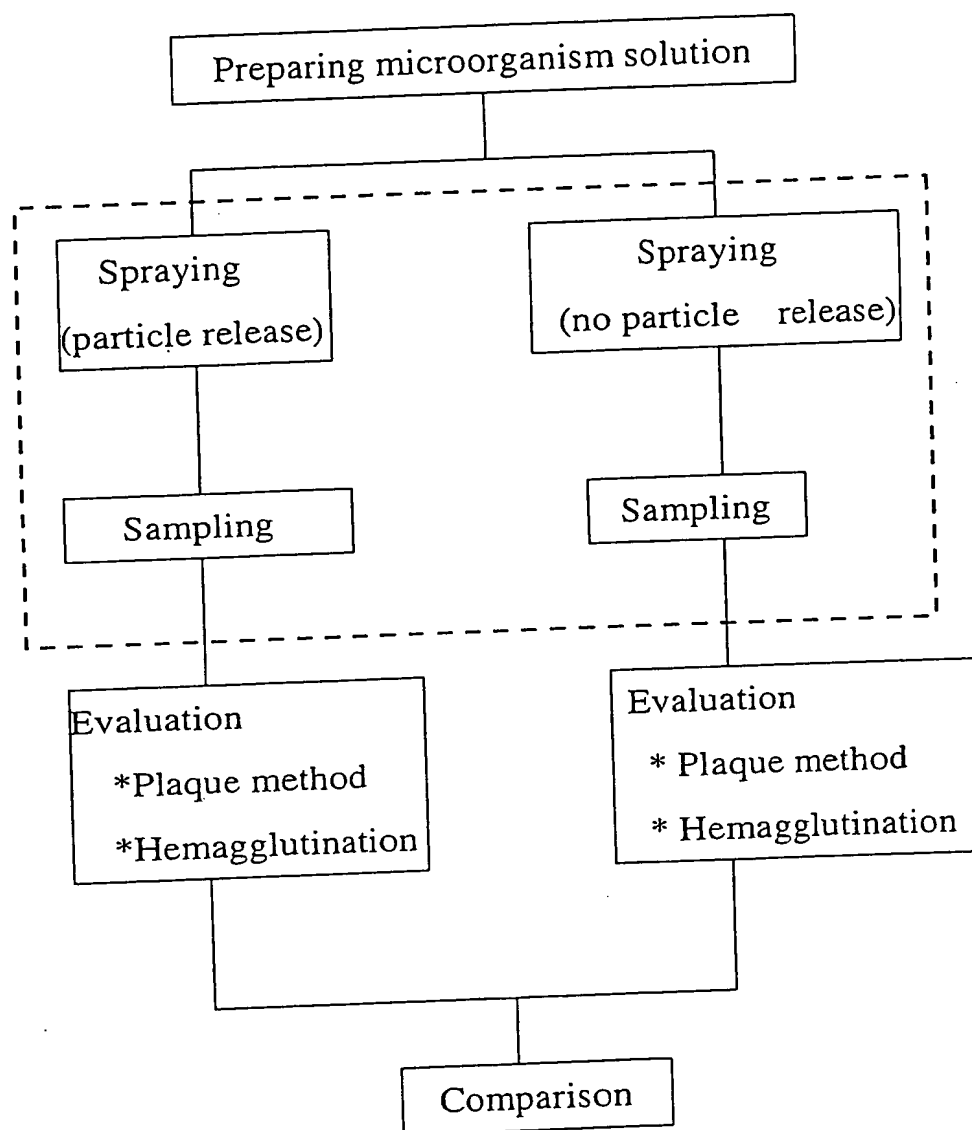 Preparing microorganism solution
Spraying
(particle release)
Spraying
(no particle release)
Sampling
Sampling
Evaluation
*Plaque method
*Hemagglutination
Evaluation
* Plaque method
* Hemagglutination
Comparison